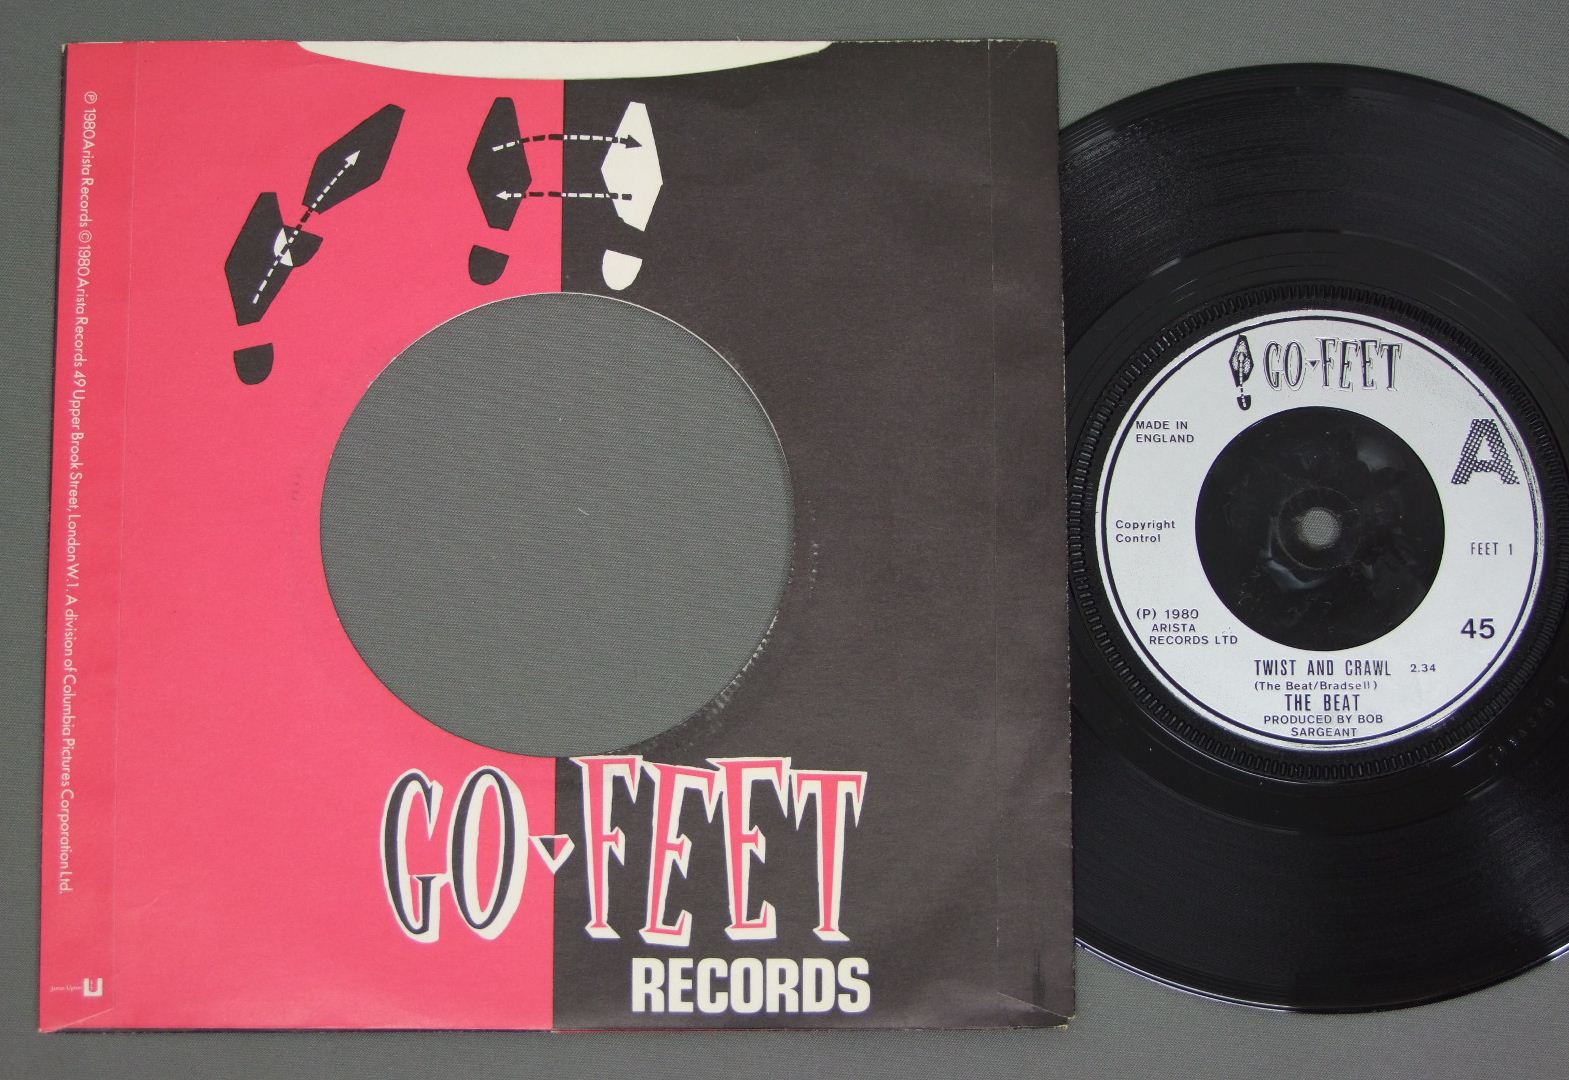 ℗ 1980 Arista Records © 1980 Arista Records 49 Upper Brook Street, London W.1. A division of Columbia Pictures Corporation Ltd.
GO-FEET
RECORDS
GO-FEET
MADE IN
ENGLAND
A
Copyright
Control
FEET 1
(P) 1980
ARISTA
RECORDS LTD
45
TWIST AND CRAWL 2.34
(The Beat/Bradsell)
THE BEAT
PRODUCED BY BOB
SARGEANT